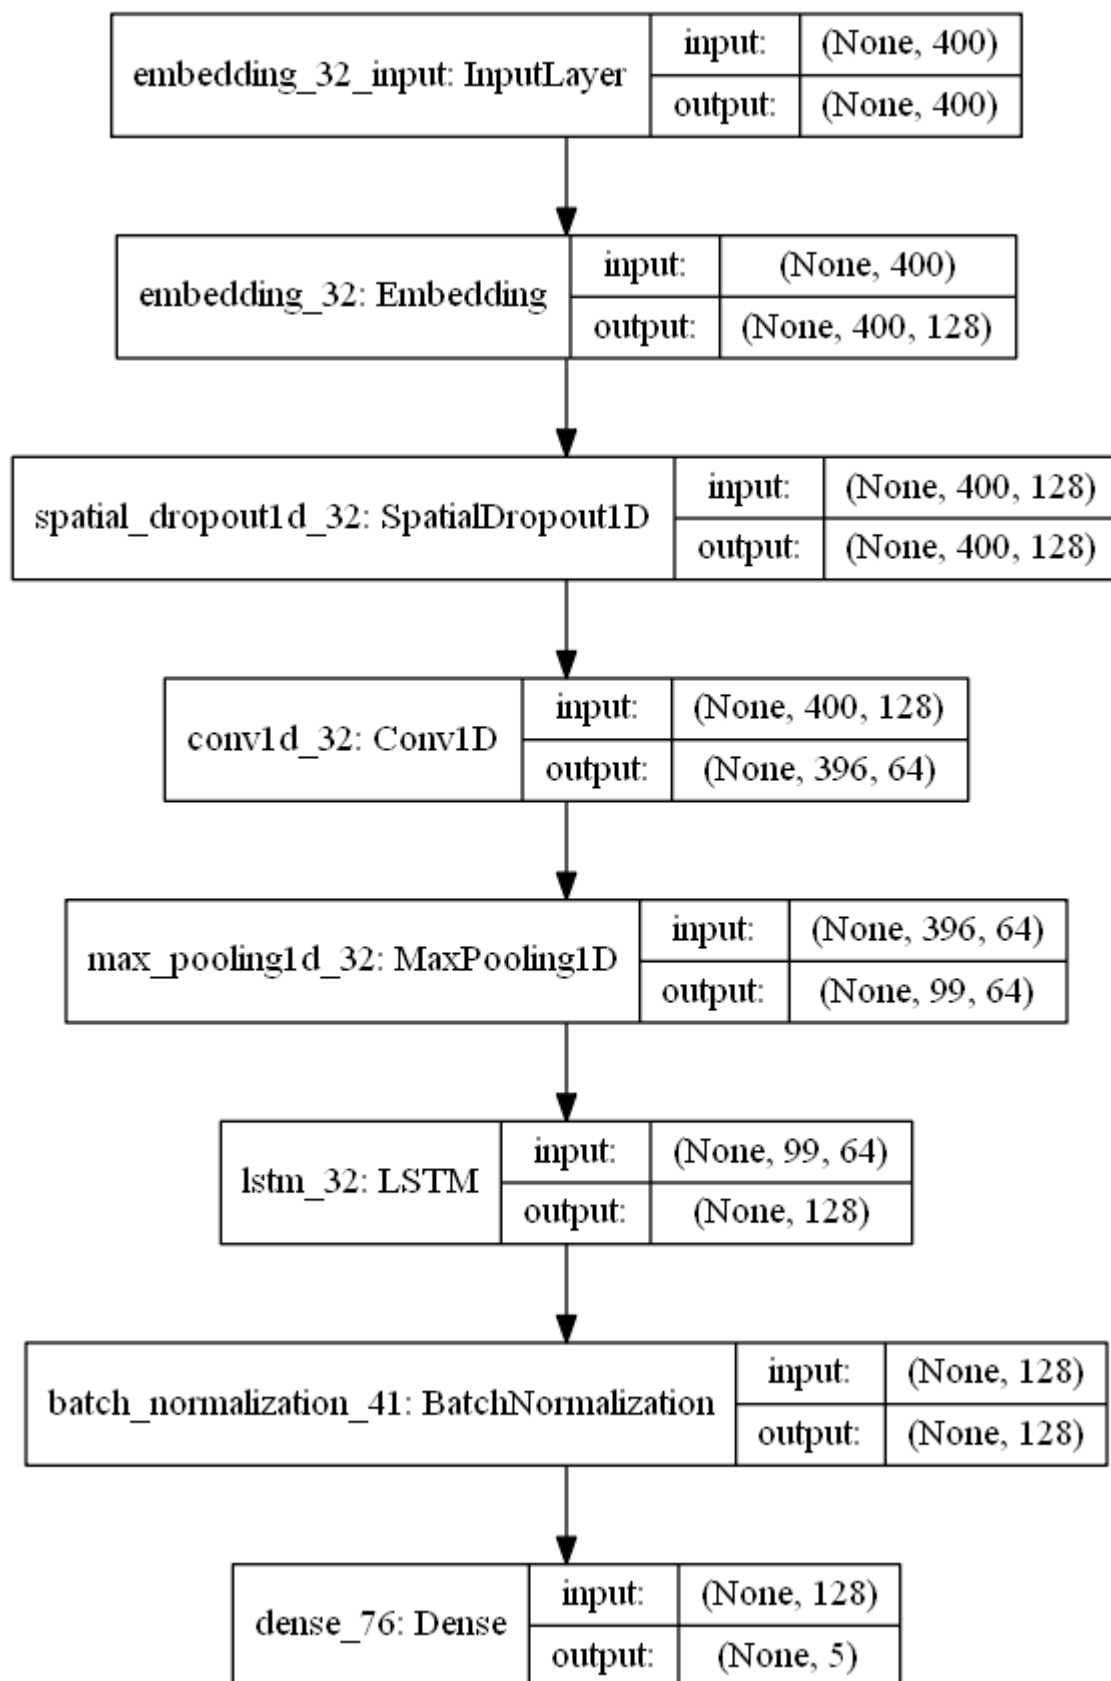 embedding_32_input: InputLayer
input: (None, 400)
output: (None, 400)
embedding_32: Embedding
input: (None, 400)
output: (None, 400, 128)
spatial_dropout1d_32: SpatialDropout1D
input: (None, 400, 128)
output: (None, 400, 128)
conv1d_32: Conv1D
input: (None, 400, 128)
output: (None, 396, 64)
max_pooling1d_32: MaxPooling1D
input: (None, 396, 64)
output: (None, 99, 64)
lstm_32: LSTM
input: (None, 99, 64)
output: (None, 128)
batch_normalization_41: BatchNormalization
input: (None, 128)
output: (None, 128)
dense_76: Dense
input: (None, 128)
output: (None, 5)